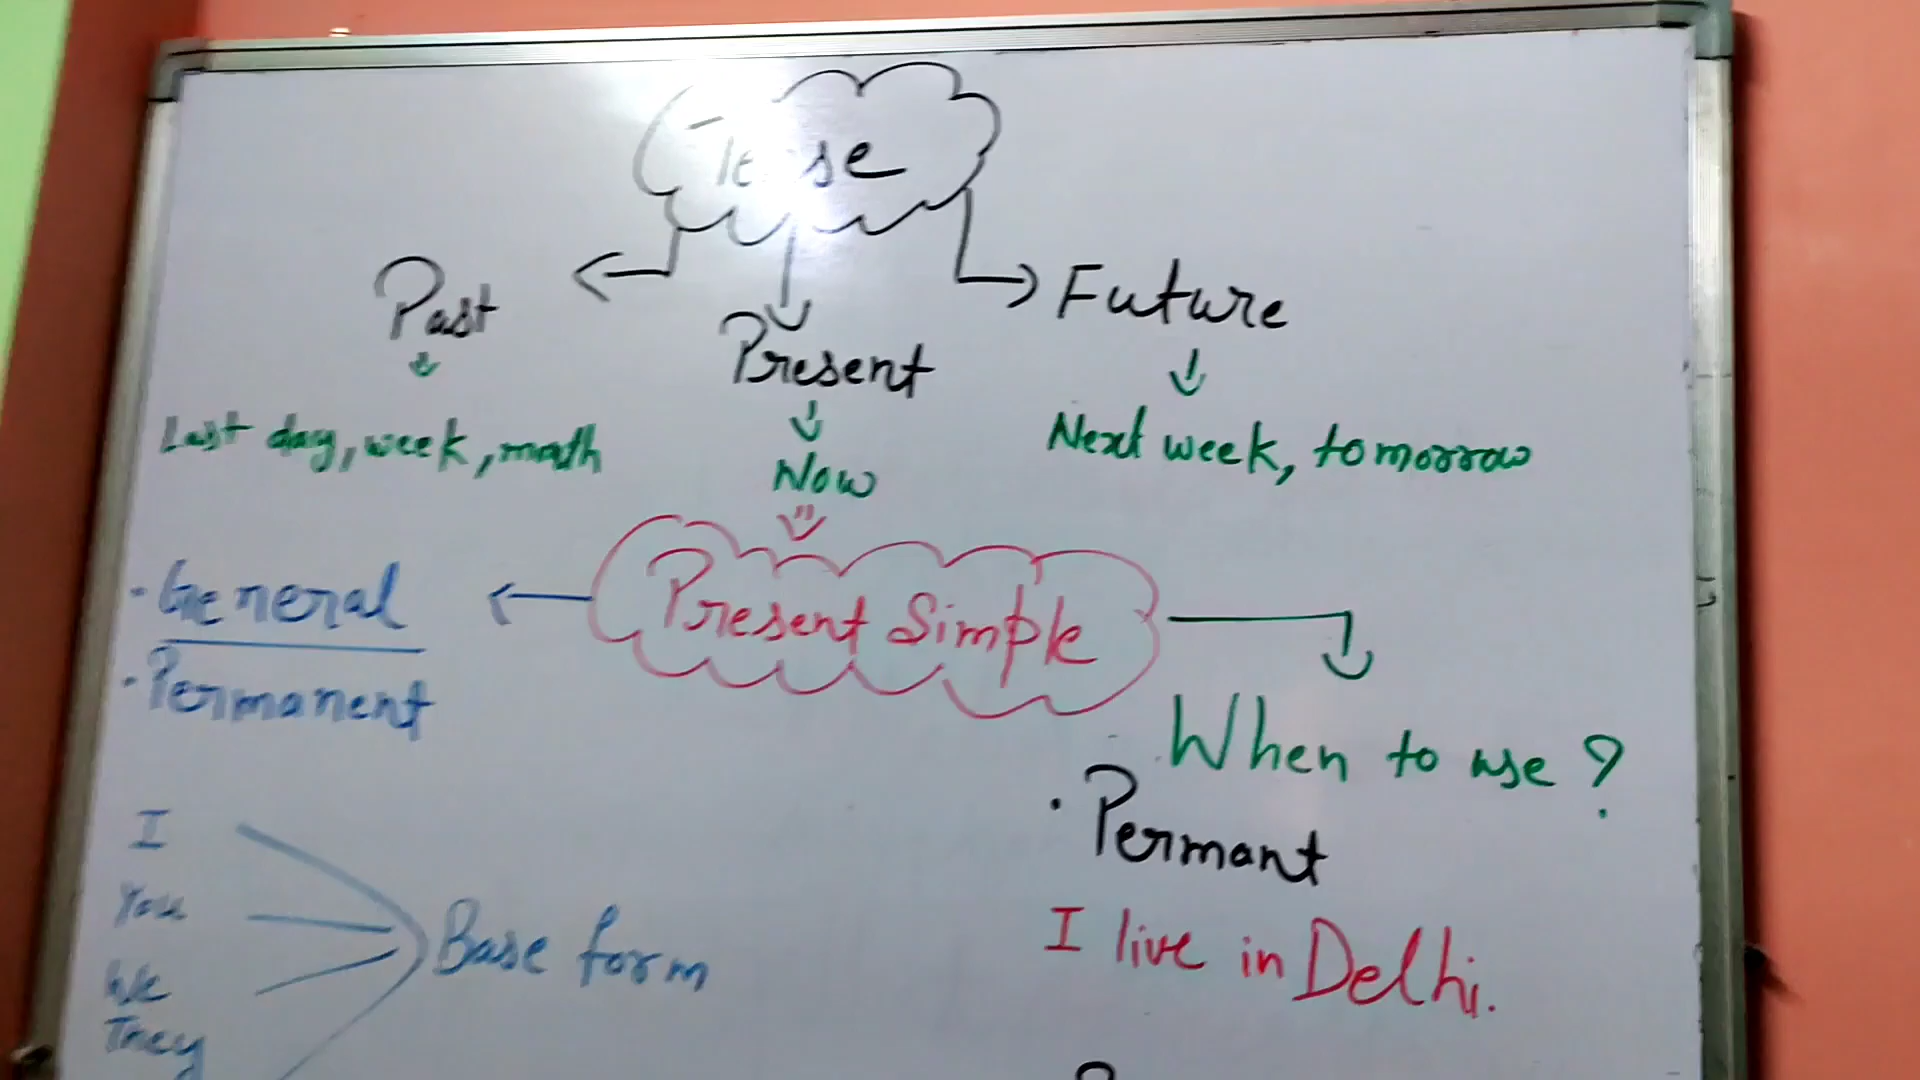 Tense
Past
Present
Future
Last day, week, month
Now
Next week, tomorrow
Present Simple
• General
• Permanent
When to use ?
• Permant
I live in Delhi.
I
You
We
They
Base form